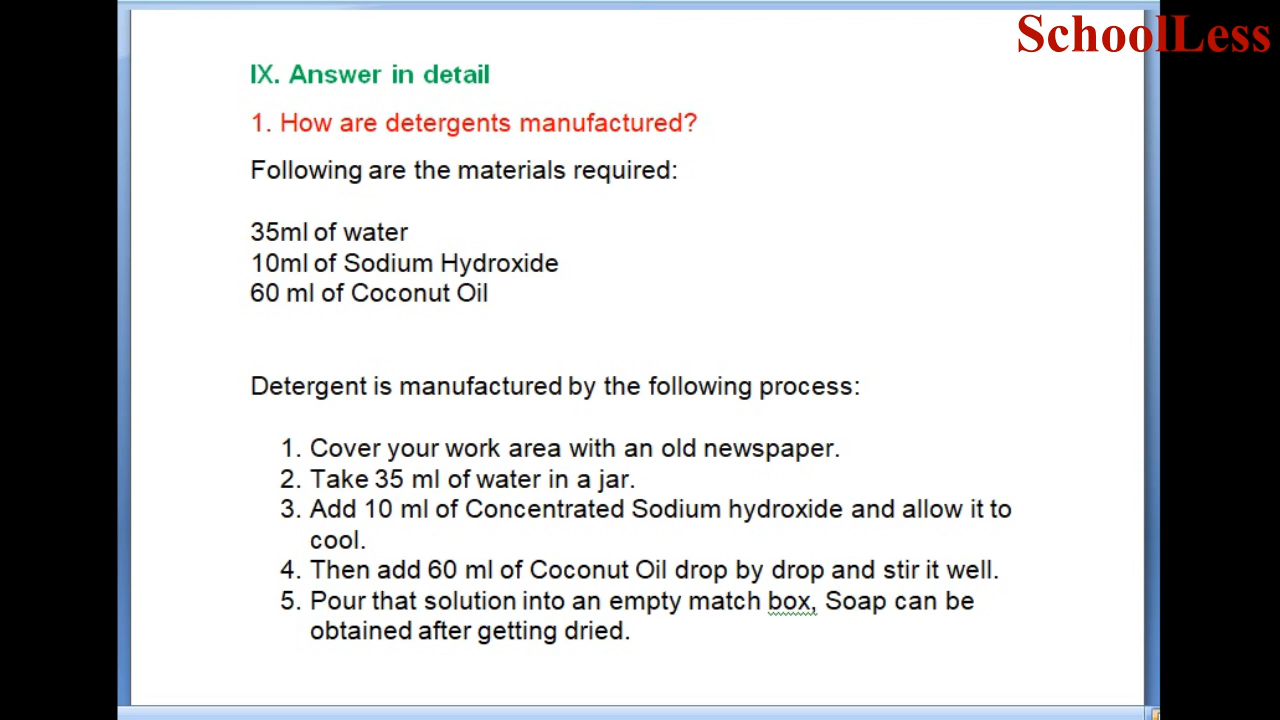 SchoolLess
IX. Answer in detail
1. How are detergents manufactured?
Following are the materials required:
35ml of water
10ml of Sodium Hydroxide
60 ml of Coconut Oil
Detergent is manufactured by the following process:
1. Cover your work area with an old newspaper.
2. Take 35 ml of water in a jar.
3. Add 10 ml of Concentrated Sodium hydroxide and allow it to
cool.
4. Then add 60 ml of Coconut Oil drop by drop and stir it well.
5. Pour that solution into an empty match box, Soap can be
obtained after getting dried.